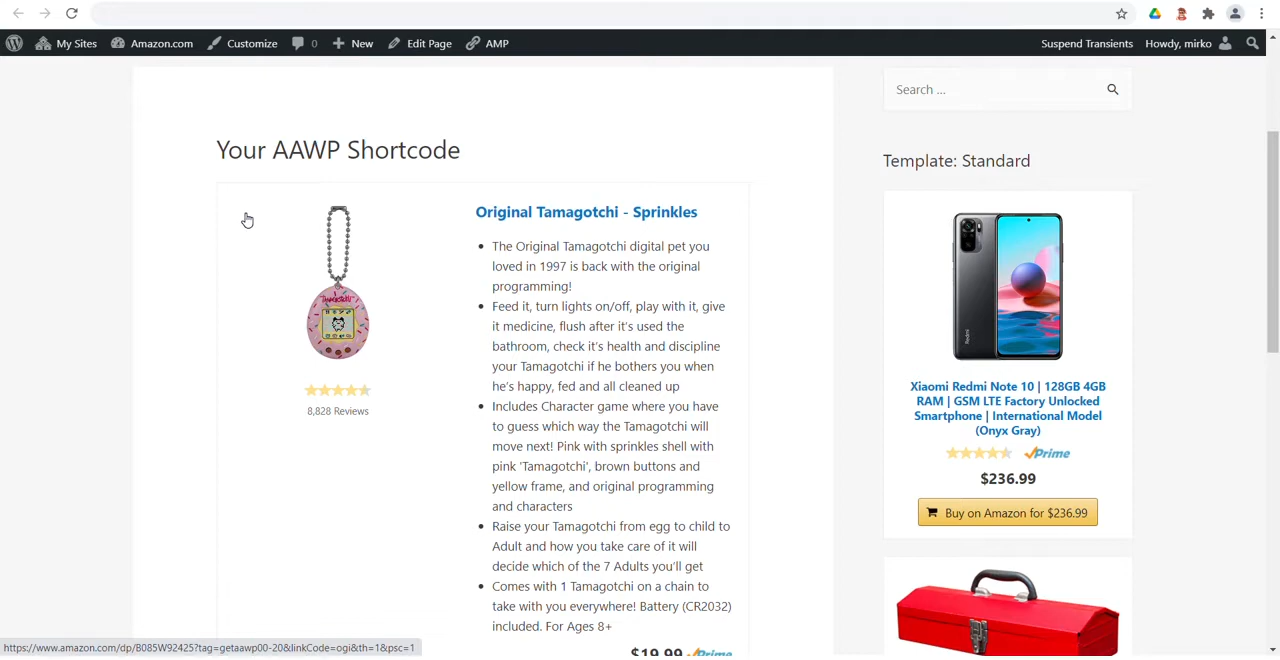 My Sites Amazon.com Customize 0 New Edit Page AMP Suspend Transients Howdy, mirko
Search ...
Your AAWP Shortcode
Template: Standard
Original Tamagotchi - Sprinkles
The Original Tamagotchi digital pet you
loved in 1997 is back with the original
programming!
Feed it, turn lights on/off, play with it, give
it medicine, flush after it's used the
bathroom, check it's health and discipline
your Tamagotchi if he bothers you when
he's happy, fed and all cleaned up
Includes Character game where you have
to guess which way the Tamagotchi will
move next! Pink with sprinkles shell with
pink 'Tamagotchi', brown buttons and
yellow frame, and original programming
and characters
Raise your Tamagotchi from egg to child to
Adult and how you take care of it will
decide which of the 7 Adults you'll get
Comes with 1 Tamagotchi on a chain to
take with you everywhere! Battery (CR2032)
included. For Ages 8+
$19.99 Prime
8,828 Reviews
Redmi
Xiaomi Redmi Note 10 | 128GB 4GB
RAM | GSM LTE Factory Unlocked
Smartphone | International Model
(Onyx Gray)
Prime
$236.99
Buy on Amazon for $236.99
https://www.amazon.com/dp/B085W92425?tag=getaawp00-20&linkCode=ogi&th=1&psc=1